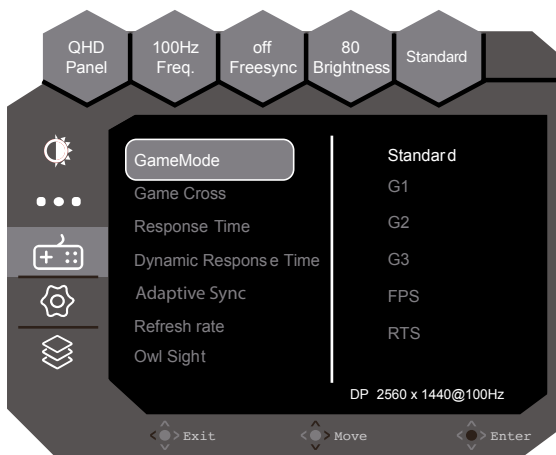 QHD
Panel
100Hz
Freq.
off
Freesync
80
Brightness
Standard
GameMode
Game Cross
Response Time
Dynamic Response Time
Adaptive Sync
Refresh rate
Owl Sight
Standard
G1
G2
G3
FPS
RTS
DP 2560 x 1440@100Hz
Exit
Move
Enter